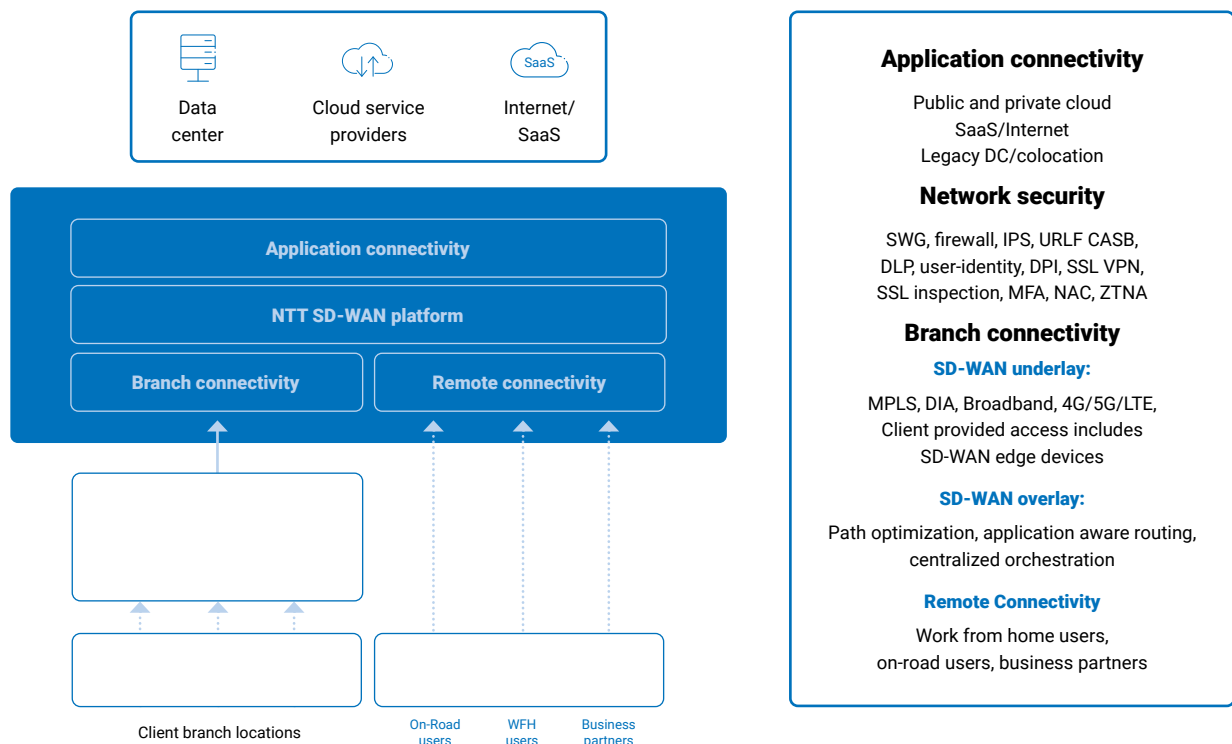 Data
center
Cloud service
providers
SaaS
Internet/
SaaS
Application connectivity
NTT SD-WAN platform
Branch connectivity
Remote connectivity
Client branch locations
On-Road
users
WFH
users
Business
partners
Application connectivity
Public and private cloud
SaaS/Internet
Legacy DC/colocation
Network security
SWG, firewall, IPS, URLF CASB,
DLP, user-identity, DPI, SSL VPN,
SSL inspection, MFA, NAC, ZTNA
Branch connectivity
SD-WAN underlay:
MPLS, DIA, Broadband, 4G/5G/LTE,
Client provided access includes
SD-WAN edge devices
SD-WAN overlay:
Path optimization, application aware routing,
centralized orchestration
Remote Connectivity
Work from home users,
on-road users, business partners